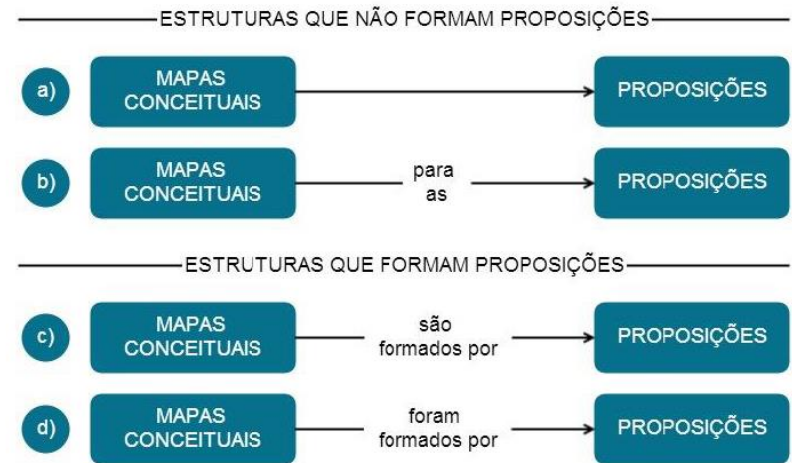 ESTRUTURAS QUE NÃO FORMAM PROPOSIÇÕES
a)
MAPAS
CONCEITUAIS
PROPOSIÇÕES
b)
MAPAS
CONCEITUAIS
para
as
PROPOSIÇÕES
ESTRUTURAS QUE FORMAM PROPOSIÇÕES
c)
MAPAS
CONCEITUAIS
são
formados por
PROPOSIÇÕES
d)
MAPAS
CONCEITUAIS
foram
formados por
PROPOSIÇÕES